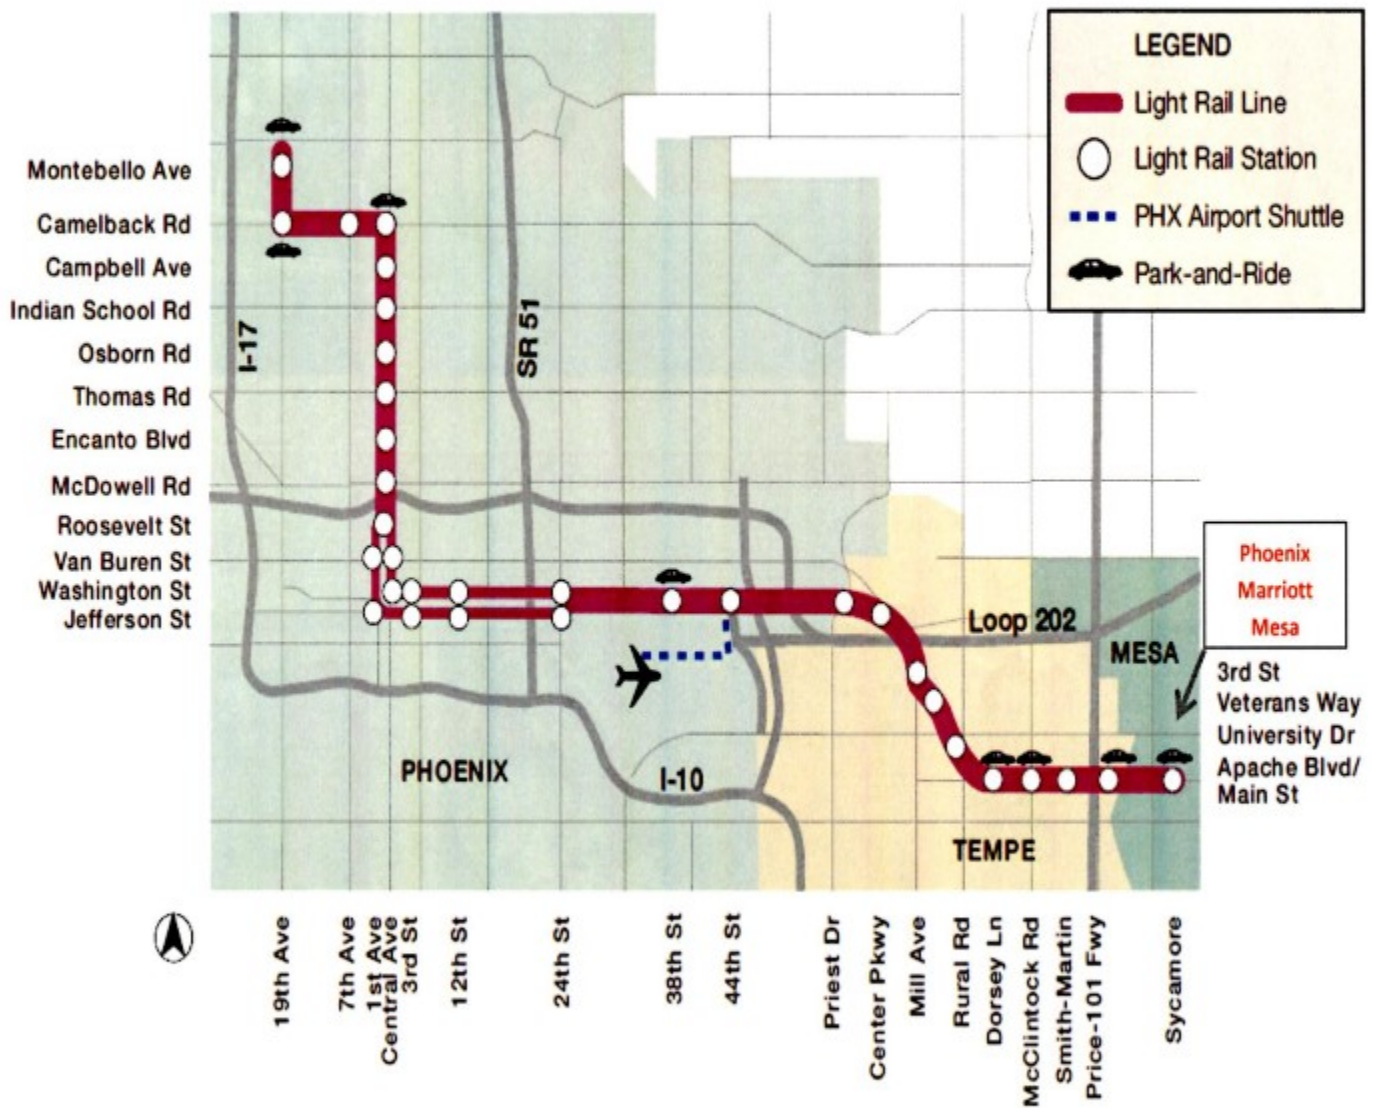 LEGEND
Light Rail Line
Light Rail Station
PHX Airport Shuttle
Park-and-Ride
Montebello Ave
Camelback Rd
Campbell Ave
Indian School Rd
Osborn Rd
Thomas Rd
Encanto Blvd
McDowell Rd
Roosevelt St
Van Buren St
Washington St
Jefferson St
I-17
SR 51
Loop 202
MESA
PHOENIX
I-10
TEMPE
Phoenix
Marriott
Mesa
3rd St
Veterans Way
University Dr
Apache Blvd/
Main St
19th Ave
7th Ave
1st Ave
Central Ave
3rd St
12th St
24th St
38th St
44th St
Priest Dr
Center Pkwy
Mill Ave
Rural Rd
Dorsey Ln
McClintock Rd
Smith-Martin
Price-101 Fwy
Sycamore